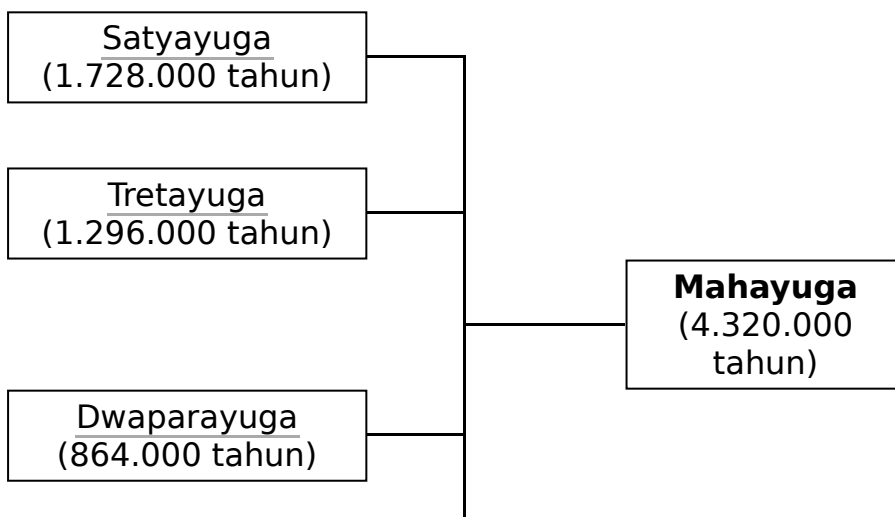 Satyayuga
(1.728.000 tahun)
Tretayuga
(1.296.000 tahun)
Mahayuga
(4.320.000
tahun)
Dwaparayuga
(864.000 tahun)